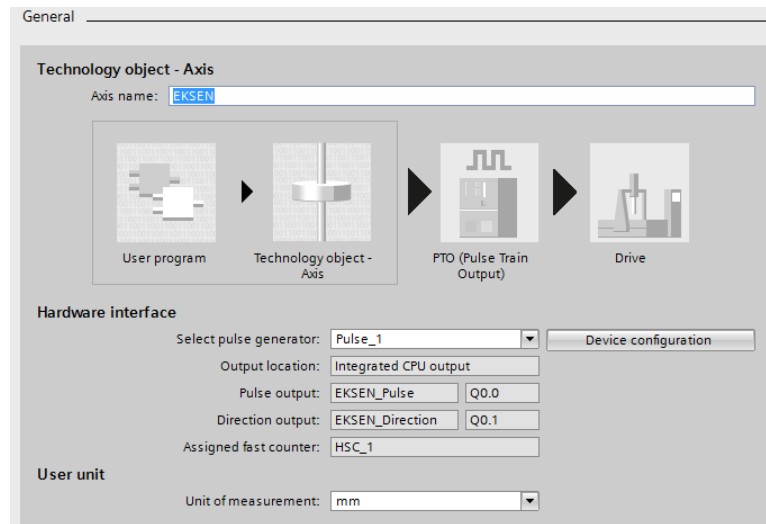 General
Technology object - Axis
Axis name: EKSEN
User program
Technology object - Axis
PTO (Pulse Train Output)
Drive
Hardware interface
Select pulse generator: Pulse_1 Device configuration
Output location: Integrated CPU output
Pulse output: EKSEN_Pulse Q0.0
Direction output: EKSEN_Direction Q0.1
Assigned fast counter: HSC_1
User unit
Unit of measurement: mm